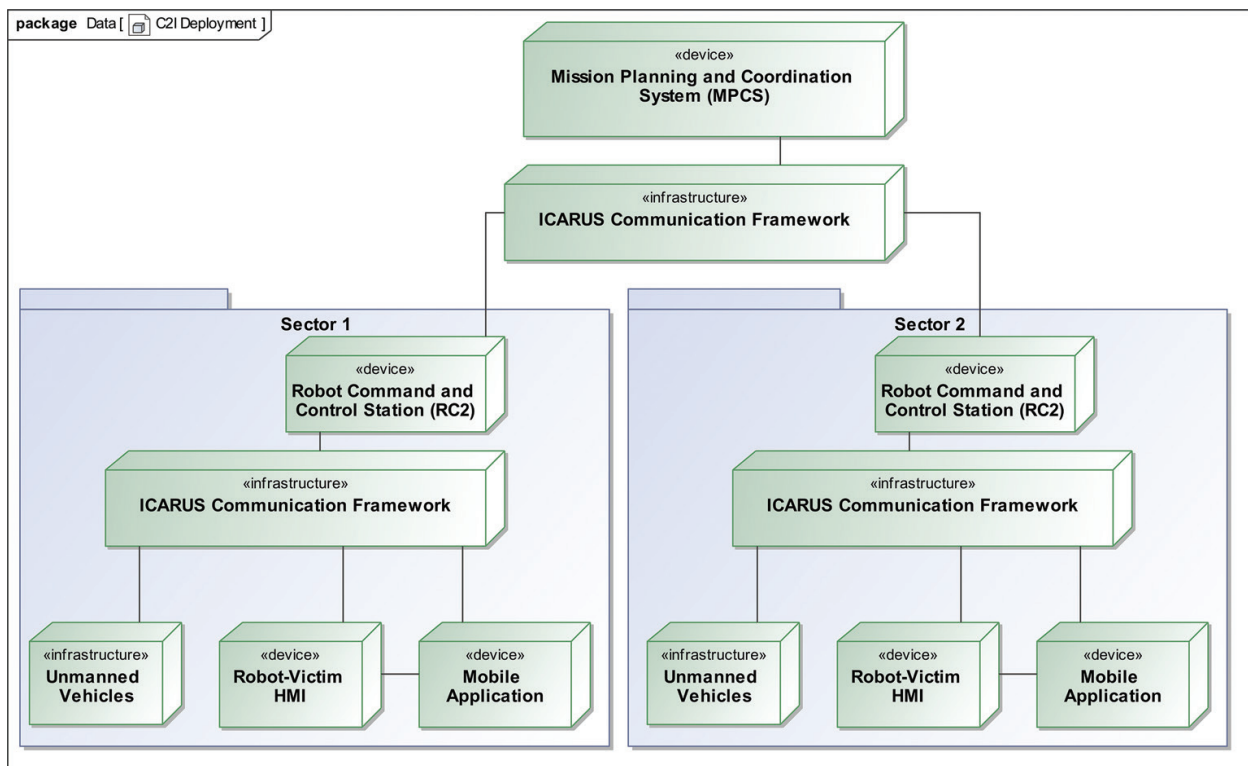 package Data [ C2I Deployment ]
«device»
Mission Planning and Coordination
System (MPCS)
«infrastructure»
ICARUS Communication Framework
Sector 1
«device»
Robot Command and
Control Station (RC2)
«infrastructure»
ICARUS Communication Framework
«infrastructure»
Unmanned
Vehicles
«device»
Robot-Victim
HMI
«device»
Mobile
Application
Sector 2
«device»
Robot Command and
Control Station (RC2)
«infrastructure»
ICARUS Communication Framework
«infrastructure»
Unmanned
Vehicles
«device»
Robot-Victim
HMI
«device»
Mobile
Application